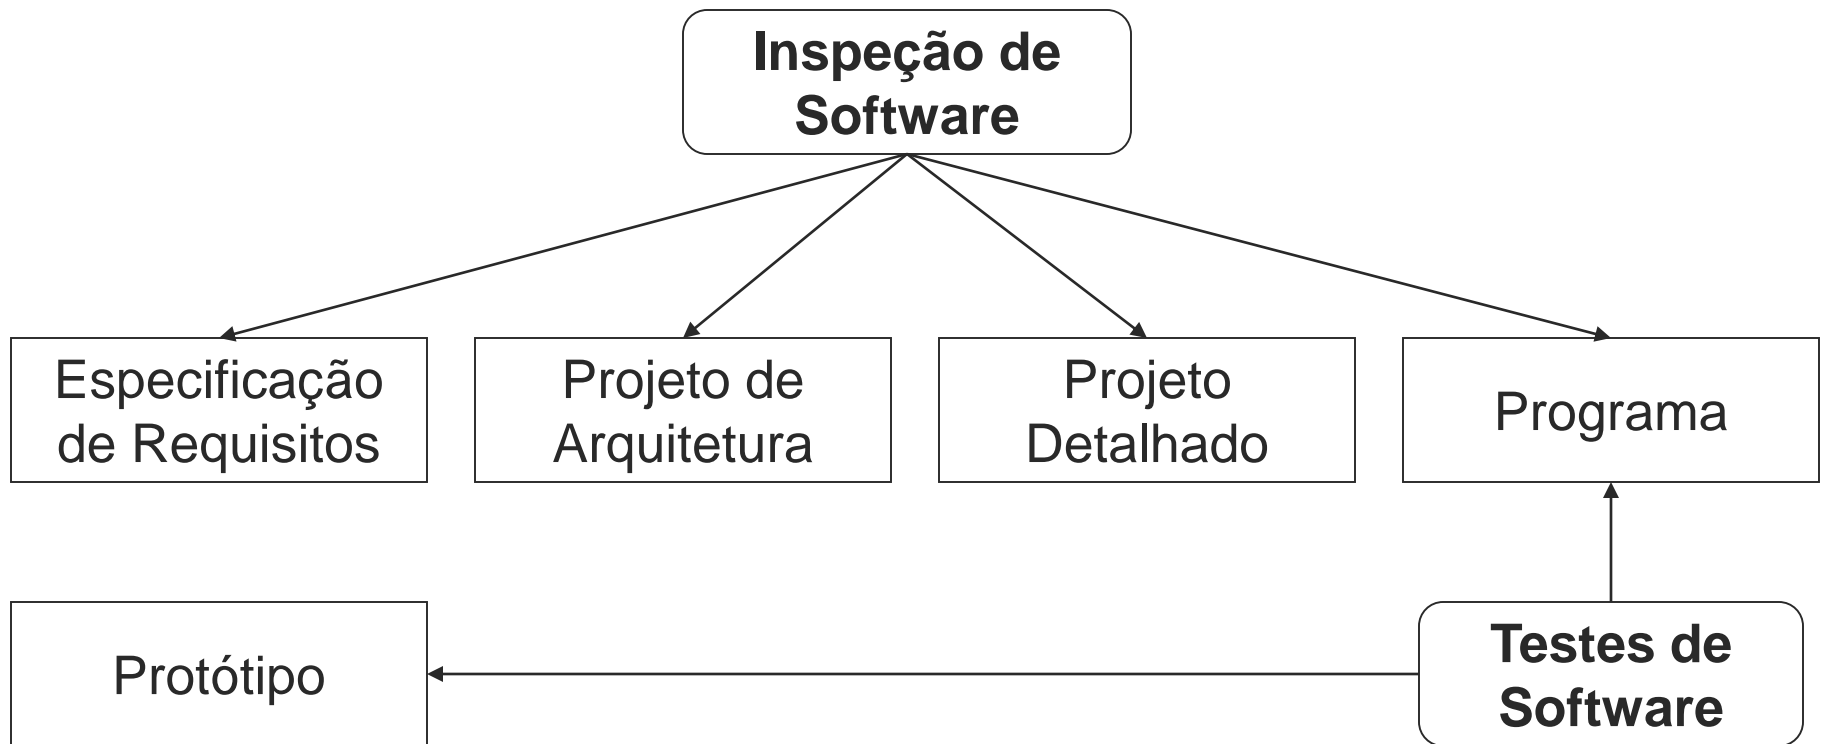 Inspeção de
Software
Especificação
de Requisitos
Projeto de
Arquitetura
Projeto
Detalhado
Programa
Protótipo
Testes de
Software